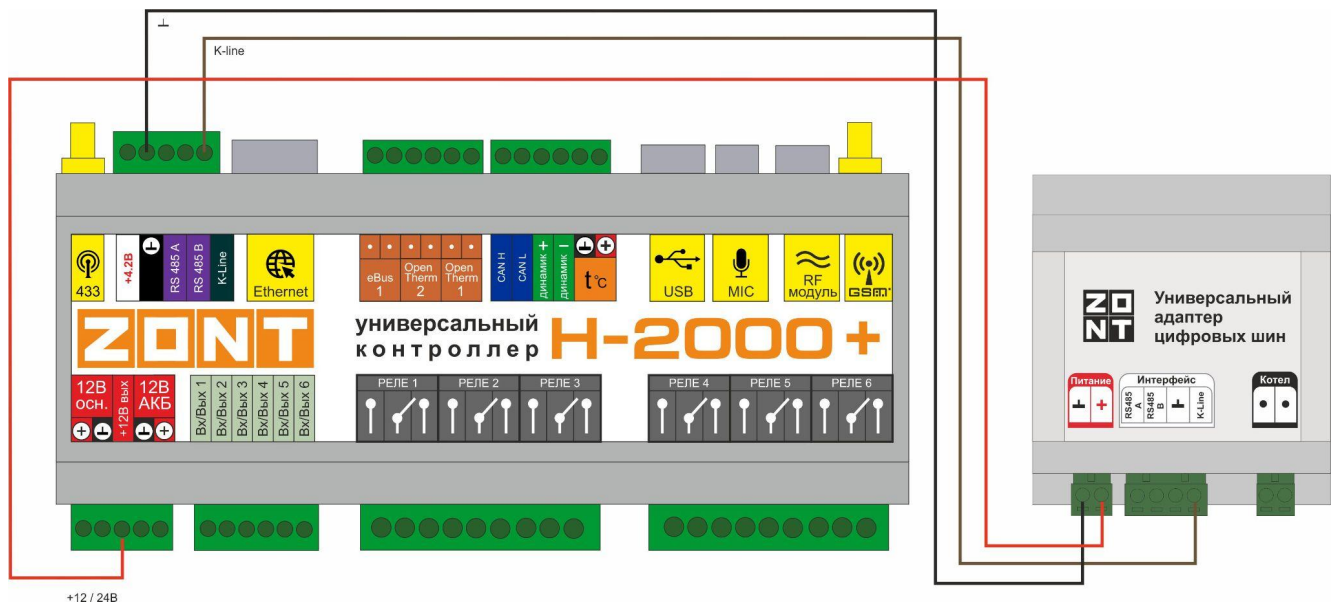 K-line
433
+4.2В
RS 485 A
RS 485 B
K-Line
Ethernet
eBus
1
Open
Therm
2
Open
Therm
1
CAN H
CAN L
динамик +
динамик −
t°c
USB
MIC
RF
модуль
GSM
ZONT
универсальный
контроллер
H-2000+
12В
осн.
+12В вых
12В
АКБ
Вх/Вых 1
Вх/Вых 2
Вх/Вых 3
Вх/Вых 4
Вх/Вых 5
Вх/Вых 6
РЕЛЕ 1
РЕЛЕ 2
РЕЛЕ 3
РЕЛЕ 4
РЕЛЕ 5
РЕЛЕ 6
+12 / 24В
ZONT
Универсальный
адаптер
цифровых шин
Питание
Интерфейс
Котел
RS485
A
RS485
B
K-Line